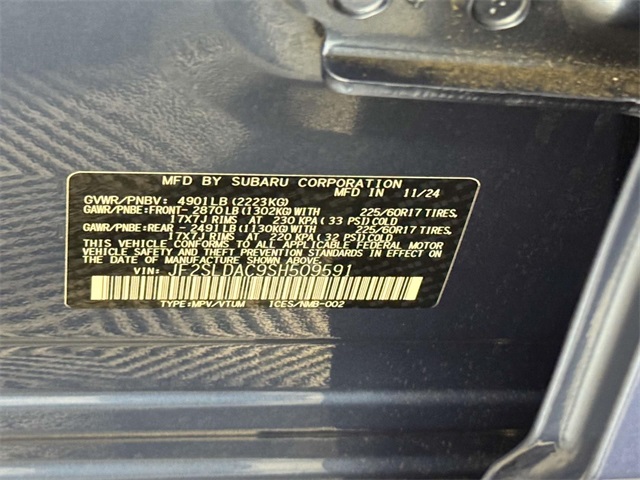 MFD BY SUBARU CORPORATION
MFD IN 11/24
GVWR/PNBV: 4901LB (2223KG)
GAWR/PNBE:FRONT- 2870LB(1302KG)WITH 225/60R17 TIRES,
17X7J RIMS AT 230 KPA(33 PSI)COLD
GAWR/PNBE:REAR - 2491LB(1130KG)WITH 225/60R17 TIRES,
17X7J RIMS AT 220 KPA(32 PSI)COLD
THIS VEHICLE CONFORMS TO ALL APPLICABLE FEDERAL MOTOR
VEHICLE SAFETY AND THEFT PREVENTION STANDARDS IN EFFECT
ON THE DATE OF MANUFACTURE SHOWN ABOVE.
VIN: JF2SLDAC9SH509591
TYPE:MPV/VTUM ICES/NMB-002